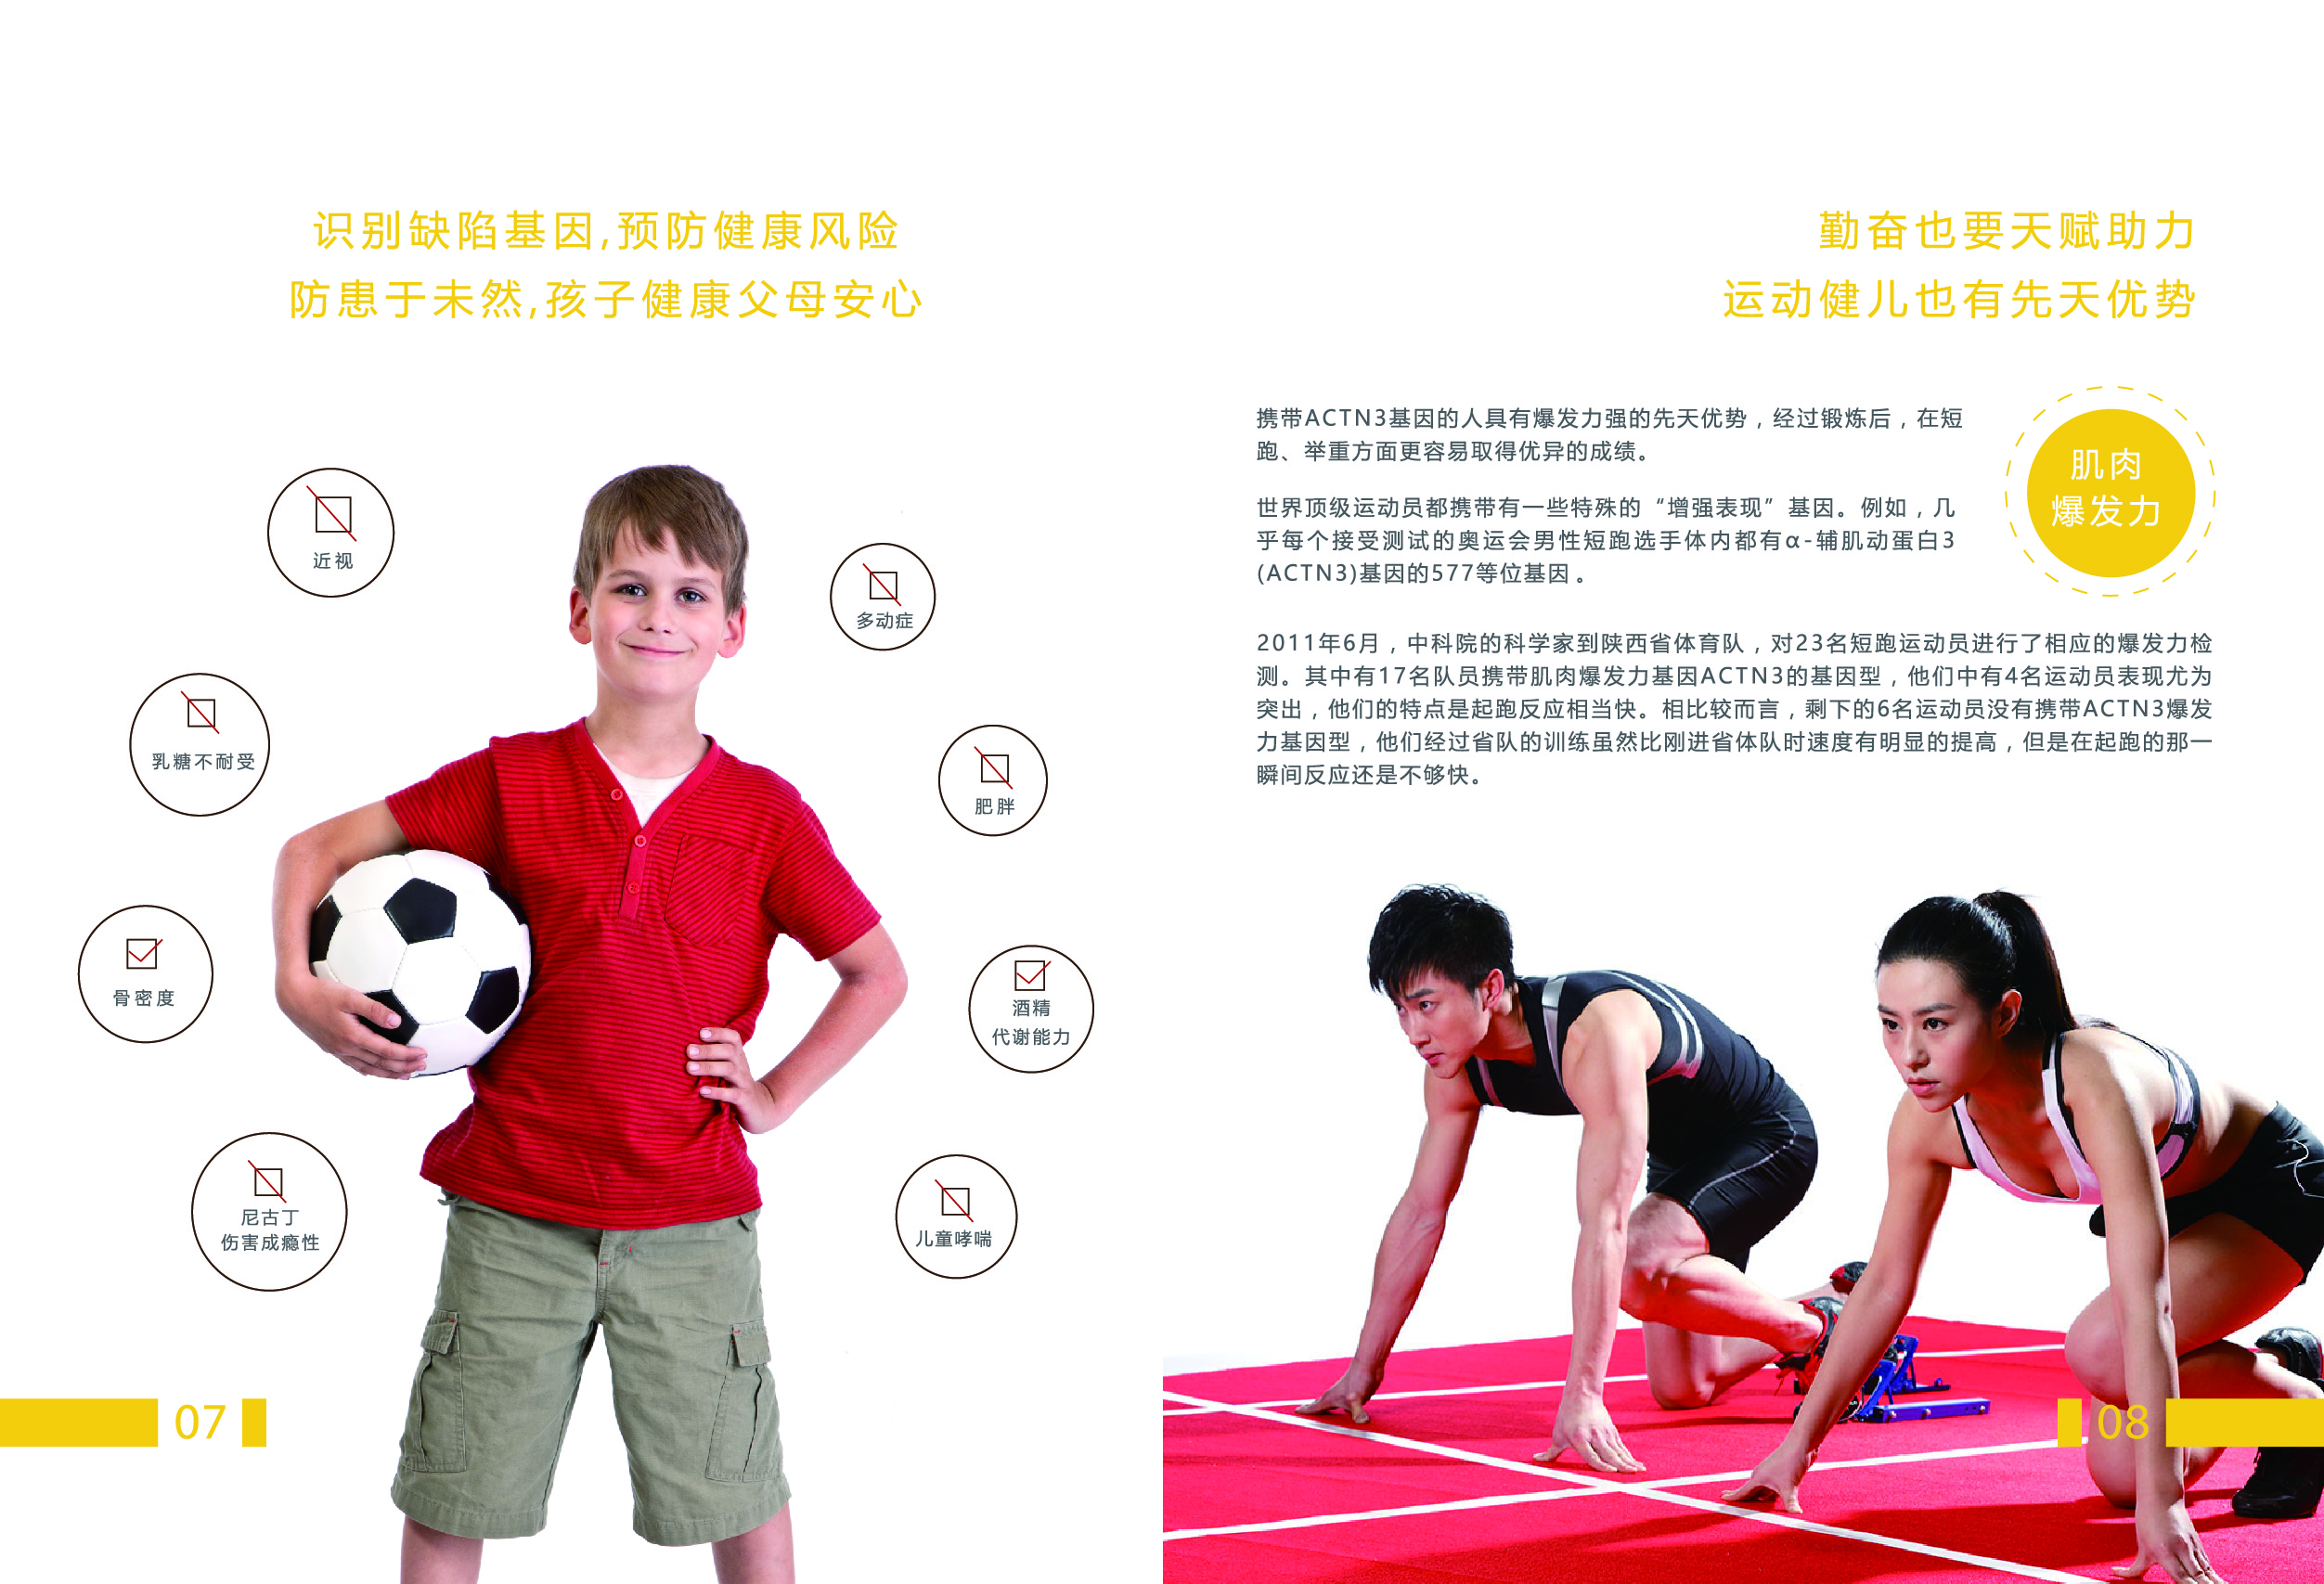 识别缺陷基因,预防健康风险
防患于未然,孩子健康父母安心
近视
多动症
乳糖不耐受
肥胖
骨密度
酒精
代谢能力
尼古丁
伤害成瘾性
儿童哮喘
07
勤奋也要天赋助力
运动健儿也有先天优势
携带ACTN3基因的人具有爆发力强的先天优势，经过锻炼后，在短
跑、举重方面更容易取得优异的成绩。
世界顶级运动员都携带有一些特殊的“增强表现”基因。例如，几
乎每个接受测试的奥运会男性短跑选手体内都有α-辅肌动蛋白3
(ACTN3)基因的577等位基因。
肌肉
爆发力
2011年6月，中科院的科学家到陕西省体育队，对23名短跑运动员进行了相应的爆发力检
测。其中有17名队员携带肌肉爆发力基因ACTN3的基因型，他们中有4名运动员表现尤为
突出，他们的特点是起跑反应相当快。相比较而言，剩下的6名运动员没有携带ACTN3爆发
力基因型，他们经过省队的训练虽然比刚进省体队时速度有明显的提高，但是在起跑的那一
瞬间反应还是不够快。
08